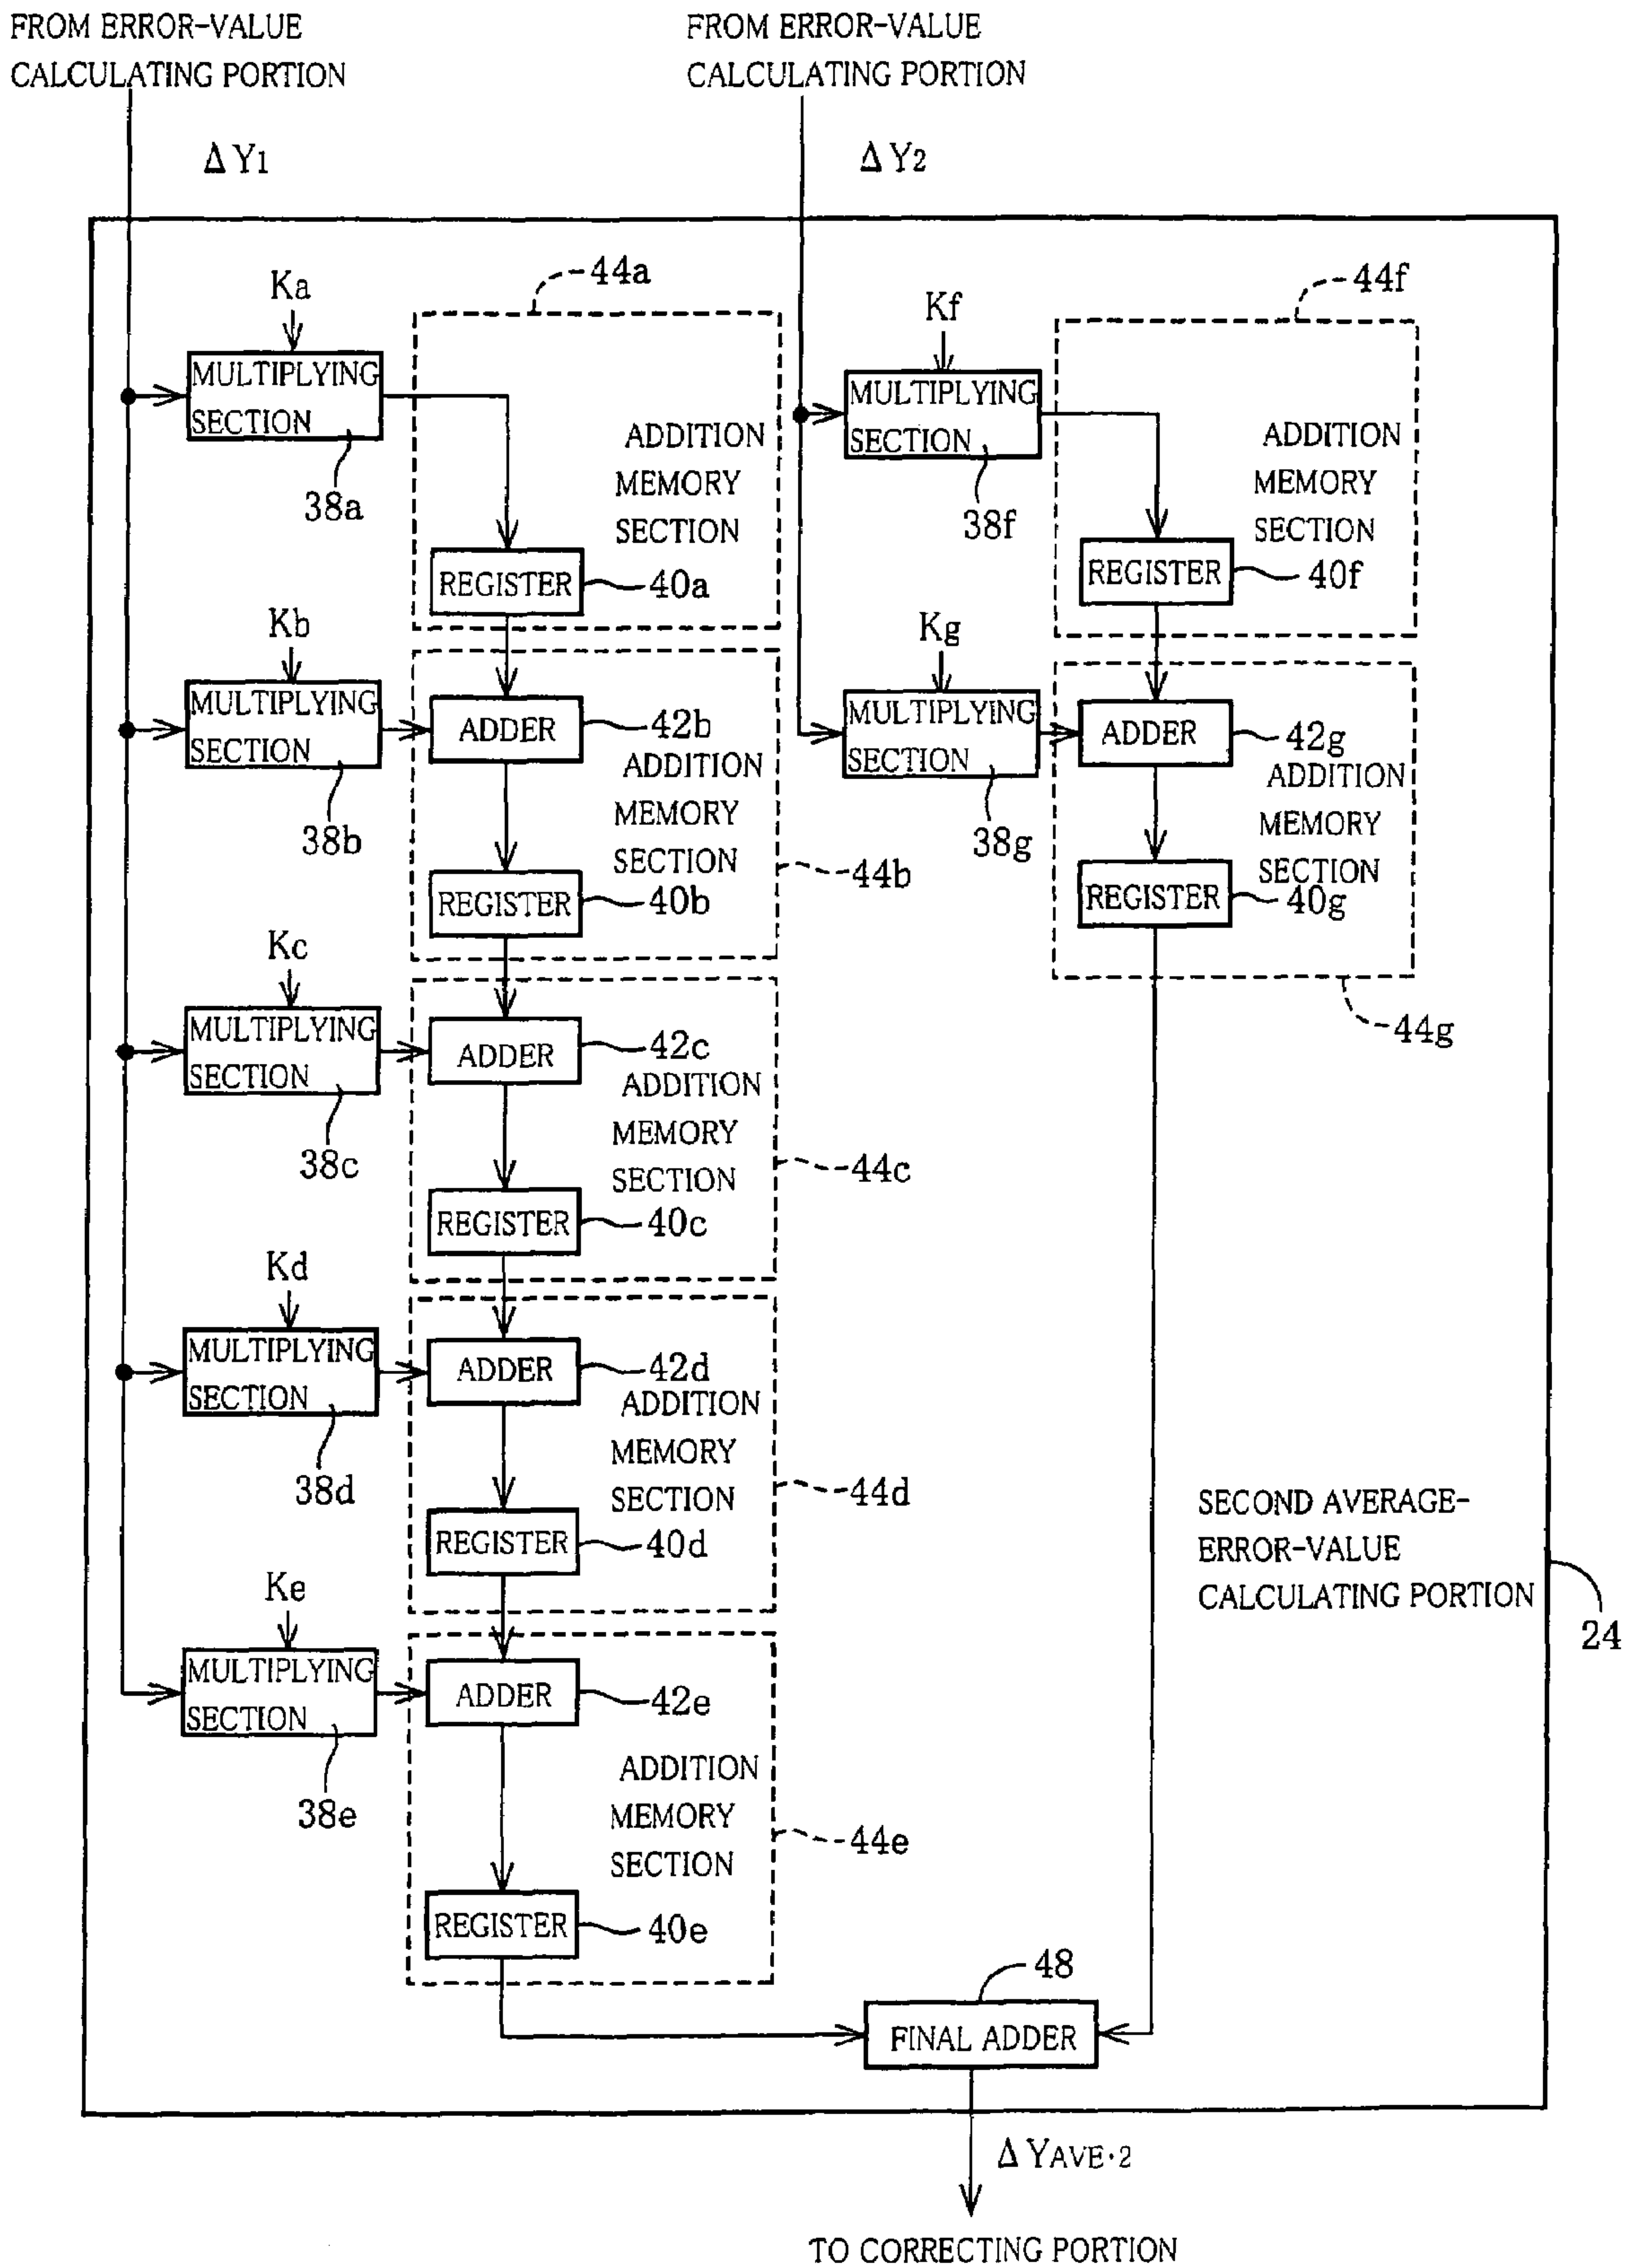 FROM ERROR-VALUE
CALCULATING PORTION
FROM ERROR-VALUE
CALCULATING PORTION
ΔY1
ΔY2
Ka
44a
MULTIPLYING
SECTION
38a
ADDITION
MEMORY
SECTION
REGISTER
40a
Kf
44f
MULTIPLYING
SECTION
38f
ADDITION
MEMORY
SECTION
REGISTER
40f
Kb
MULTIPLYING
SECTION
38b
ADDER
42b
ADDITION
MEMORY
SECTION
44b
REGISTER
40b
Kg
MULTIPLYING
SECTION
38g
ADDER
42g
ADDITION
MEMORY
SECTION
REGISTER
40g
44g
Kc
MULTIPLYING
SECTION
38c
ADDER
42c
ADDITION
MEMORY
SECTION
44c
REGISTER
40c
Kd
MULTIPLYING
SECTION
38d
ADDER
42d
ADDITION
MEMORY
SECTION
44d
REGISTER
40d
SECOND AVERAGE-
ERROR-VALUE
CALCULATING PORTION
24
Ke
MULTIPLYING
SECTION
38e
ADDER
42e
ADDITION
MEMORY
SECTION
44e
REGISTER
40e
48
FINAL ADDER
ΔYAVE·2
TO CORRECTING PORTION